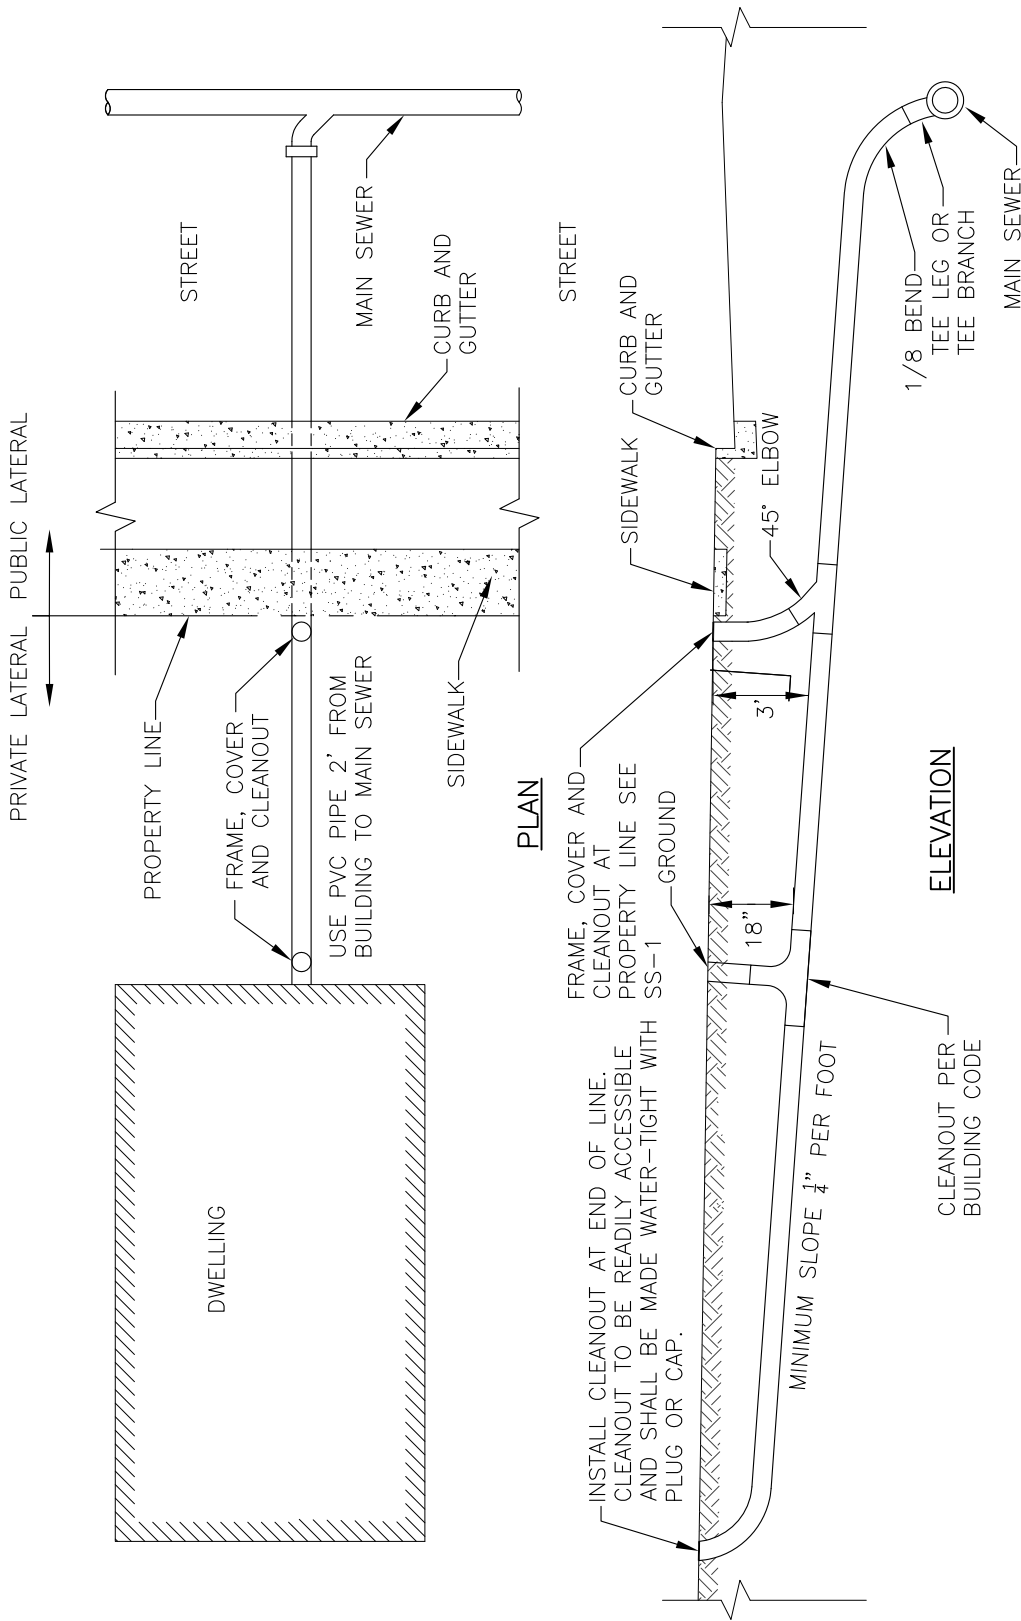 PRIVATE LATERAL
PUBLIC LATERAL
PROPERTY LINE
FRAME, COVER
AND CLEANOUT
DWELLING
USE PVC PIPE 2' FROM
BUILDING TO MAIN SEWER
SIDEWALK
STREET
MAIN SEWER
CURB AND
GUTTER
STREET
PLAN
INSTALL CLEANOUT AT END OF LINE.
CLEANOUT TO BE READILY ACCESSIBLE
AND SHALL BE MADE WATER-TIGHT WITH
PLUG OR CAP.
FRAME, COVER AND
CLEANOUT AT
PROPERTY LINE SEE
SS-1
GROUND
SIDEWALK
CURB AND
GUTTER
18"
3'
45° ELBOW
MINIMUM SLOPE 1/4" PER FOOT
CLEANOUT PER
BUILDING CODE
1/8 BEND
TEE LEG OR
TEE BRANCH
MAIN SEWER
ELEVATION